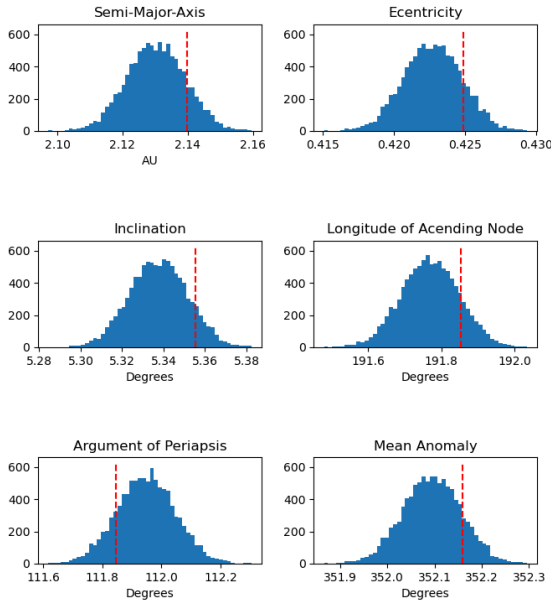 Semi-Major-Axis
600
400
200
0
2.10 2.12 2.14 2.16
AU
Ecentricity
600
400
200
0
0.415 0.420 0.425 0.430
Inclination
600
400
200
0
5.28 5.30 5.32 5.34 5.36 5.38
Degrees
Longitude of Acending Node
600
400
200
0
191.6 191.8 192.0
Degrees
Argument of Periapsis
600
400
200
0
111.6 111.8 112.0 112.2
Degrees
Mean Anomaly
600
400
200
0
351.9 352.0 352.1 352.2 352.3
Degrees